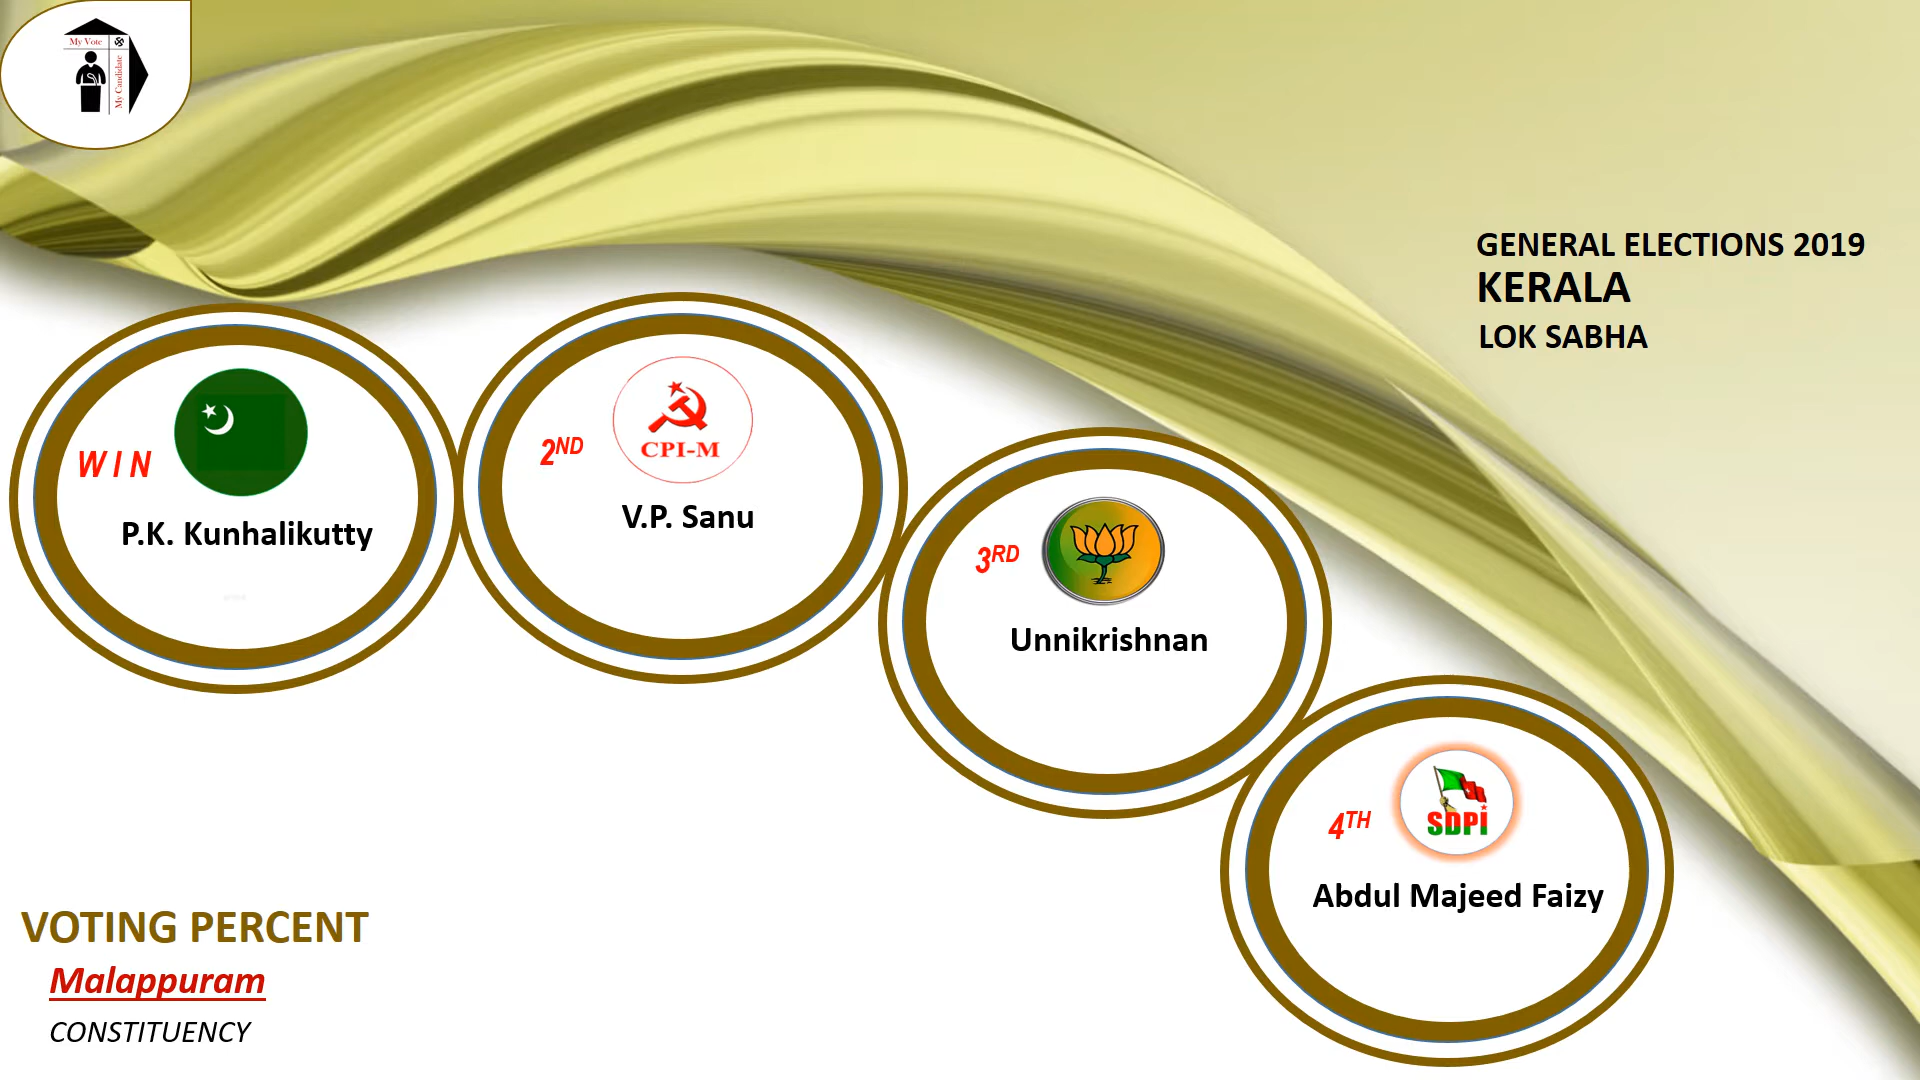 My Vote
My Candidate
GENERAL ELECTIONS 2019
KERALA
LOK SABHA
WIN
P.K. Kunhalikutty
2ND
CPI-M
V.P. Sanu
3RD
Unnikrishnan
4TH
SDPI
Abdul Majeed Faizy
VOTING PERCENT
Malappuram
CONSTITUENCY